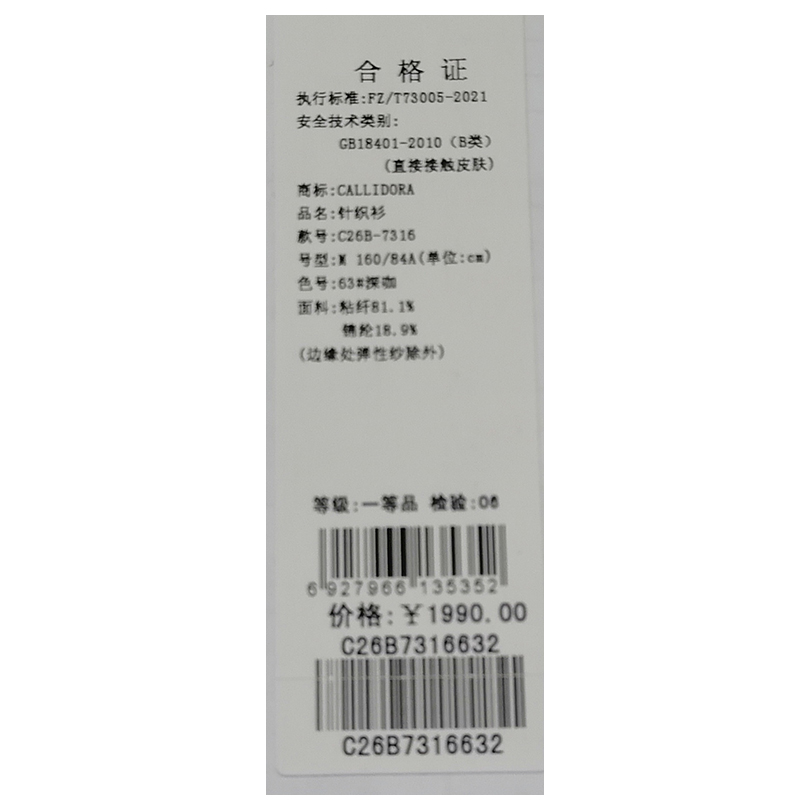 合格证
执行标准:FZ/T73005-2021
安全技术类别:
GB18401-2010（B类）
(直接接触皮肤)
商标:CALLIDORA
品名:针织衫
款号:C26B-7316
号型:M 160/84A(单位:cm)
色号:63#深咖
面料:粘纤81.1%
锦纶18.9%
(边缘处弹性纱除外)
等级:一等品 检验:06
6 927966 135352
价格:￥1990.00
C26B7316632
C26B7316632